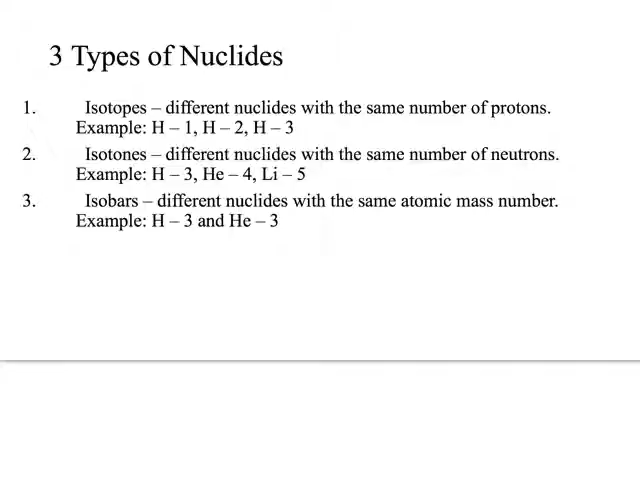 3 Types of Nuclides
1. Isotopes – different nuclides with the same number of protons.
Example: H – 1, H – 2, H – 3
2. Isotones – different nuclides with the same number of neutrons.
Example: H – 3, He – 4, Li – 5
3. Isobars – different nuclides with the same atomic mass number.
Example: H – 3 and He – 3